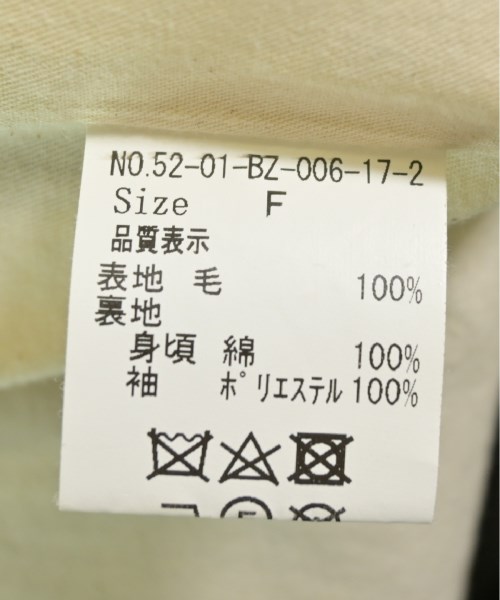 NO.52-01-BZ-006-17-2
Size F
品質表示
表地 毛 100%
裏地
身頃 綿 100%
袖 ポリエステル 100%